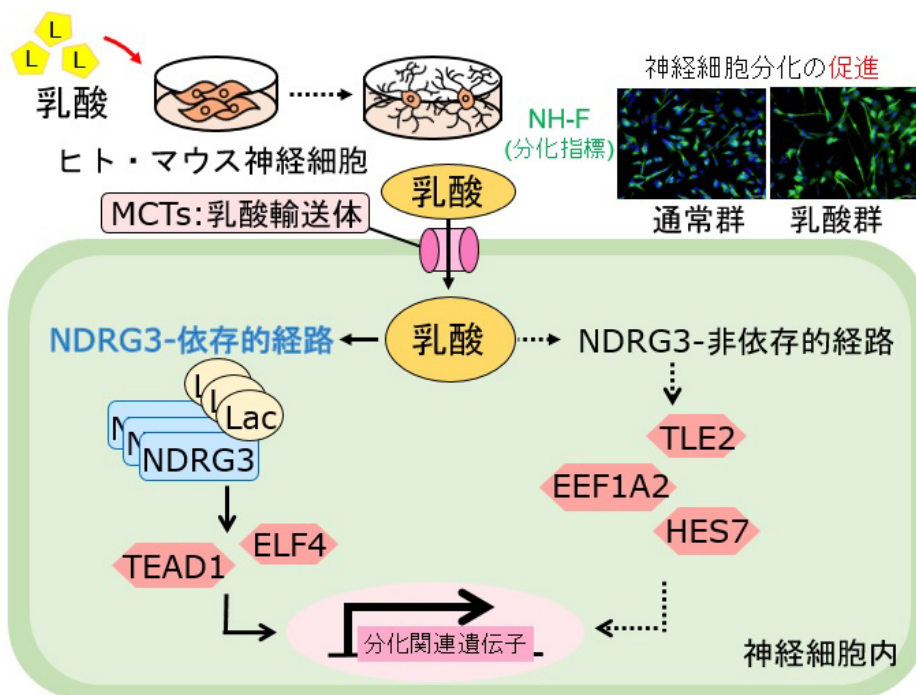 L
L
L
乳酸
ヒト・マウス神経細胞
神経細胞分化の促進
NH-F
(分化指標)
通常群
乳酸群
乳酸
MCTs:乳酸輸送体
乳酸
NDRG3-依存的経路
NDRG3-非依存的経路
L
L
Lac
N
N
NDRG3
TLE2
EEF1A2
HES7
ELF4
TEAD1
分化関連遺伝子
神経細胞内